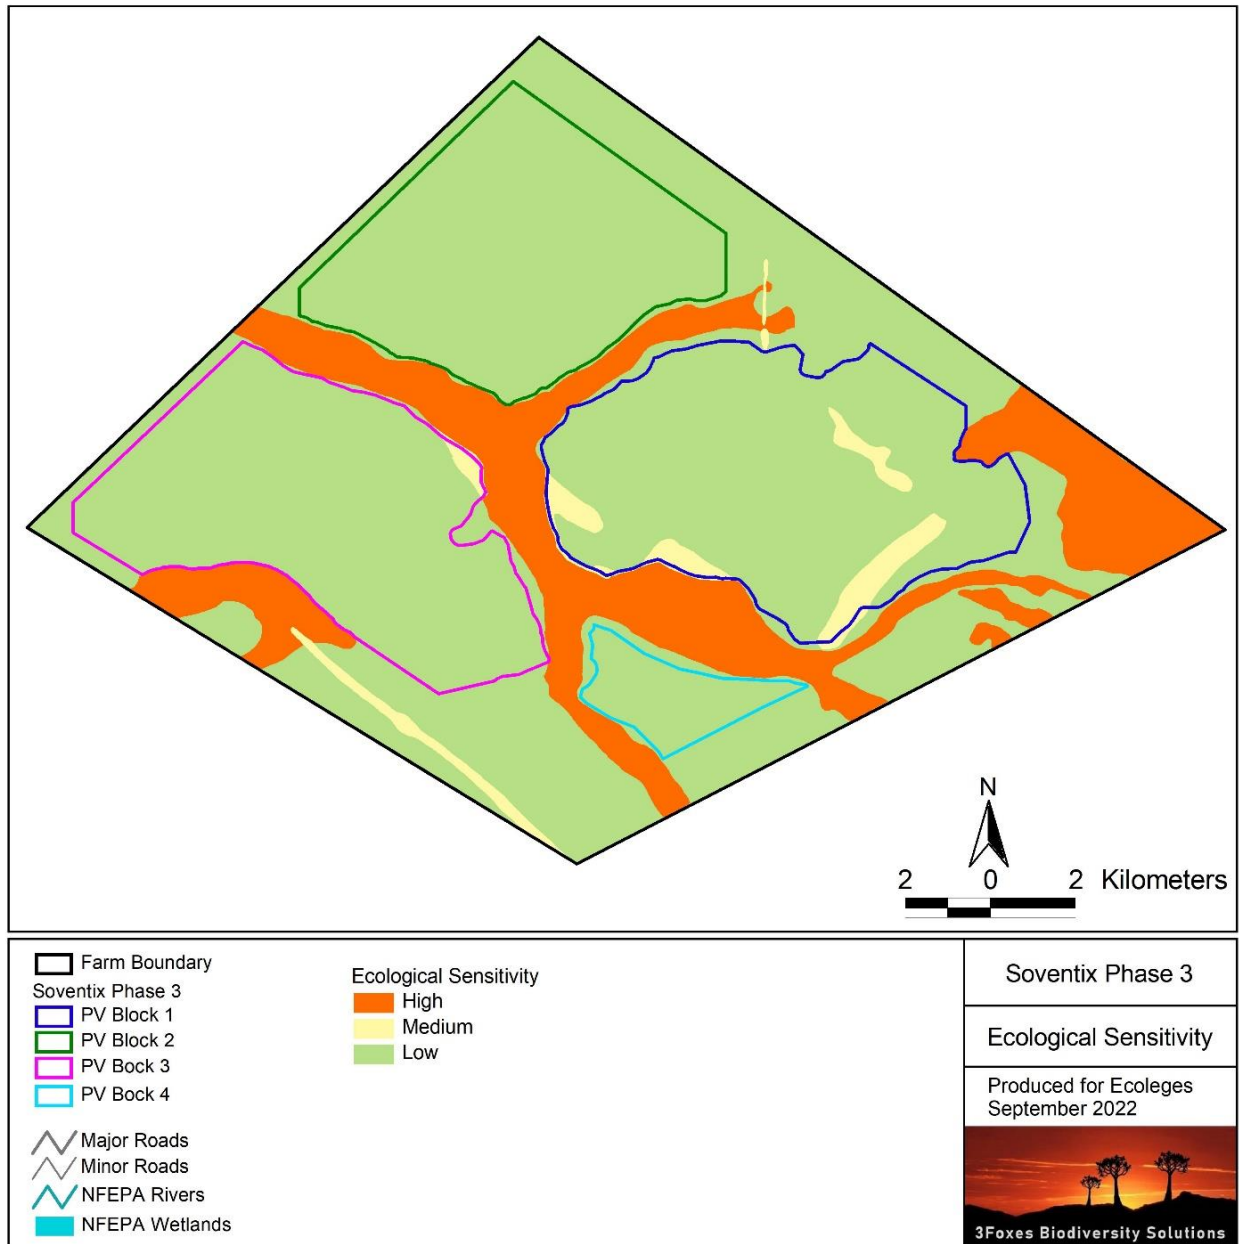 N
2 0 2 Kilometers
Farm Boundary
Soventix Phase 3
PV Block 1
PV Block 2
PV Bock 3
PV Bock 4
Major Roads
Minor Roads
NFEPA Rivers
NFEPA Wetlands
Ecological Sensitivity
High
Medium
Low
Soventix Phase 3
Ecological Sensitivity
Produced for Ecoleges
September 2022
3Foxes Biodiversity Solutions